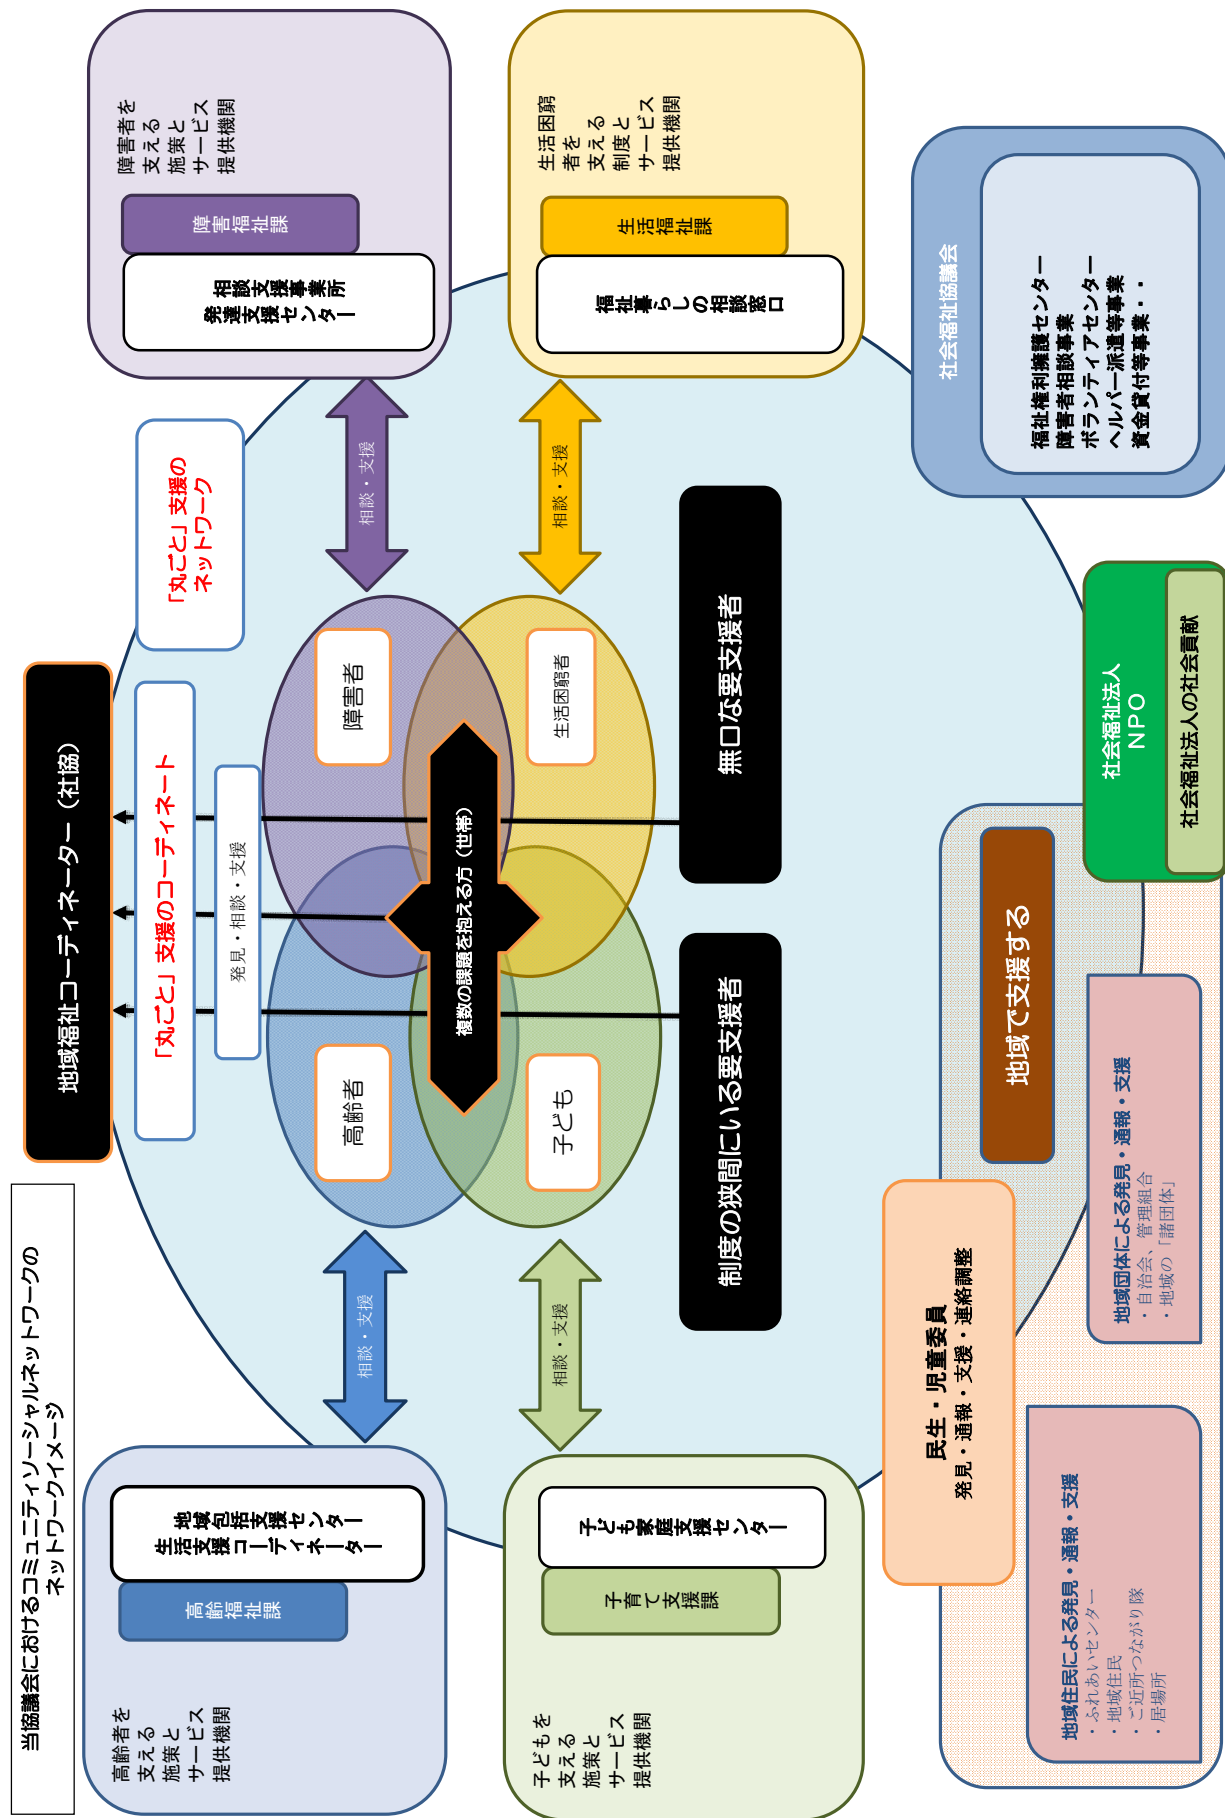 当協議会におけるコミュニティソーシャルネットワークの
ネットワークイメージ
地域福祉コーディネーター（社協）
「丸ごと」支援のコーディネート
発見・相談・支援
「丸ごと」支援の
ネットワーク
高齢者を
支える
施策と
サービス
提供機関
高齢福祉課
地域包括支援センター
生活支援コーディネーター
相談・支援
高齢者
障害者
相談・支援
相談支援事業所
発達支援センター
障害福祉課
障害者を
支える
施策と
サービス
提供機関
複数の課題を抱える方（世帯）
子どもを
支える
施策と
サービス
提供機関
子育て支援課
子ども家庭支援センター
相談・支援
子ども
生活困窮者
相談・支援
福祉暮らしの相談窓口
生活福祉課
生活困窮
者を
支える
制度と
サービス
提供機関
制度の狭間にいる要支援者
無口な要支援者
民生・児童委員
発見・通報・支援・連絡調整
地域で支援する
地域住民による発見・通報・支援
・ふれあいセンター
・地域住民
・ご近所つながり隊
・居場所
地域団体による発見・通報・支援
・自治会、管理組合
・地域の「諸団体」
社会福祉法人
NPO
社会福祉法人の社会貢献
社会福祉協議会
福祉権利擁護センター
障害者相談事業
ボランティアセンター
ヘルパー派遣等事業
資金貸付等事業・・